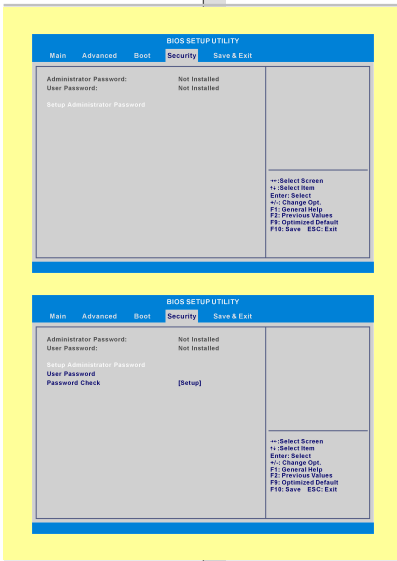 BIOS SETUP UTILITY
Main Advanced Boot Security Save & Exit
Administrator Password: Not Installed
User Password: Not Installed
Setup Administrator Password
→←:Select Screen
↑↓:Select Item
Enter: Select
+/-: Change Opt.
F1: General Help
F2: Previous Values
F9: Optimized Default
F10: Save ESC: Exit
BIOS SETUP UTILITY
Main Advanced Boot Security Save & Exit
Administrator Password: Not Installed
User Password: Not Installed
Setup Administrator Password
User Password
Password Check [Setup]
→←:Select Screen
↑↓:Select Item
Enter: Select
+/-: Change Opt.
F1: General Help
F2: Previous Values
F9: Optimized Default
F10: Save ESC: Exit